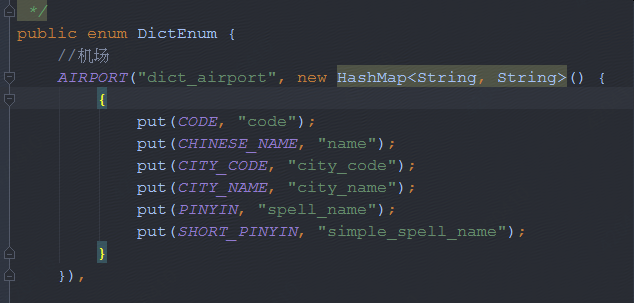 */
public enum DictEnum {
//机场
AIRPORT("dict_airport", new HashMap<String, String>() {
{
put(CODE, "code");
put(CHINESE_NAME, "name");
put(CITY_CODE, "city_code");
put(CITY_NAME, "city_name");
put(PINYIN, "spell_name");
put(SHORT_PINYIN, "simple_spell_name");
}
}),